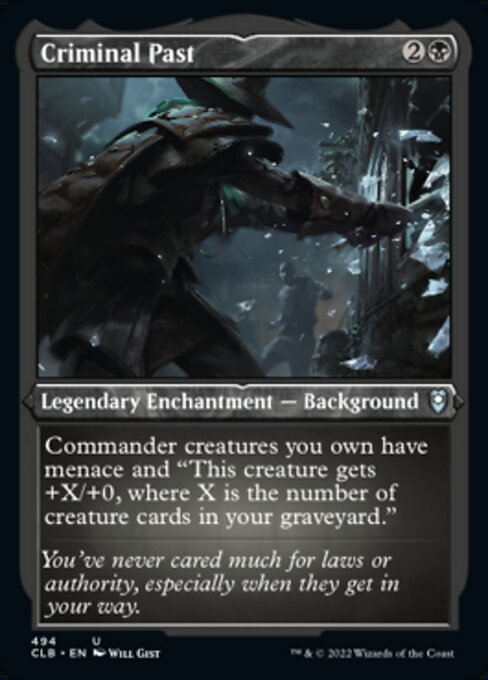 Criminal Past 2
Legendary Enchantment — Background
Commander creatures you own have
menace and “This creature gets
+X/+0, where X is the number of
creature cards in your graveyard.”
You’ve never cared much for laws or
authority, especially when they get in
your way.
494 U
CLB • EN Will Gist ™ & © 2022 Wizards of the Coast